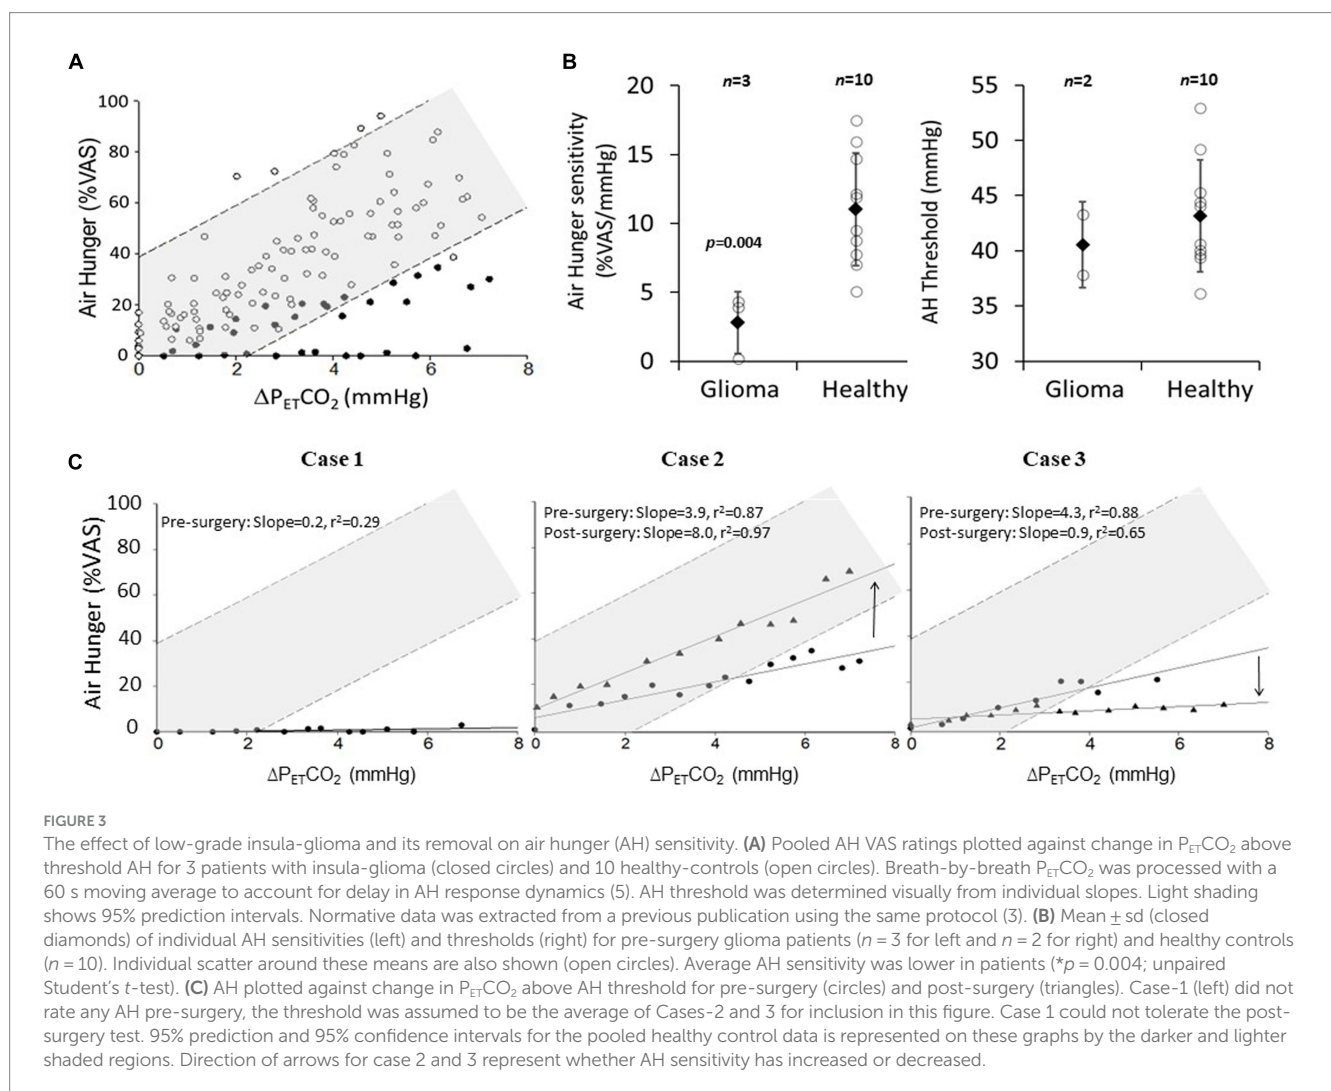 A
B
Air Hunger (%VAS)
100
80
60
40
20
0
0
2
4
6
8
ΔPETCO2 (mmHg)
Air Hunger sensitivity
(%VAS/mmHg)
20
15
10
5
0
n=3
n=10
p=0.004
Glioma
Healthy
AH Threshold (mmHg)
55
50
45
40
35
30
n=2
n=10
Glioma
Healthy
C
Case 1
Case 2
Case 3
Air Hunger (%VAS)
100
80
60
40
20
0
Pre-surgery: Slope=0.2, r²=0.29
0
2
4
6
8
ΔPETCO2 (mmHg)
Pre-surgery: Slope=3.9, r²=0.87
Post-surgery: Slope=8.0, r²=0.97
0
2
4
6
8
ΔPETCO2 (mmHg)
Pre-surgery: Slope=4.3, r²=0.88
Post-surgery: Slope=0.9, r²=0.65
0
2
4
6
8
ΔPETCO2 (mmHg)
FIGURE 3
The effect of low-grade insula-glioma and its removal on air hunger (AH) sensitivity. (A) Pooled AH VAS ratings plotted against change in PETCO2 above
threshold AH for 3 patients with insula-glioma (closed circles) and 10 healthy-controls (open circles). Breath-by-breath PETCO2 was processed with a
60 s moving average to account for delay in AH response dynamics (5). AH threshold was determined visually from individual slopes. Light shading
shows 95% prediction intervals. Normative data was extracted from a previous publication using the same protocol (3). (B) Mean ± sd (closed
diamonds) of individual AH sensitivities (left) and thresholds (right) for pre-surgery glioma patients (n = 3 for left and n = 2 for right) and healthy controls
(n = 10). Individual scatter around these means are also shown (open circles). Average AH sensitivity was lower in patients (*p = 0.004; unpaired
Student's t-test). (C) AH plotted against change in PETCO2 above AH threshold for pre-surgery (circles) and post-surgery (triangles). Case-1 (left) did not
rate any AH pre-surgery, the threshold was assumed to be the average of Cases-2 and 3 for inclusion in this figure. Case 1 could not tolerate the post-
surgery test. 95% prediction and 95% confidence intervals for the pooled healthy control data is represented on these graphs by the darker and lighter
shaded regions. Direction of arrows for case 2 and 3 represent whether AH sensitivity has increased or decreased.